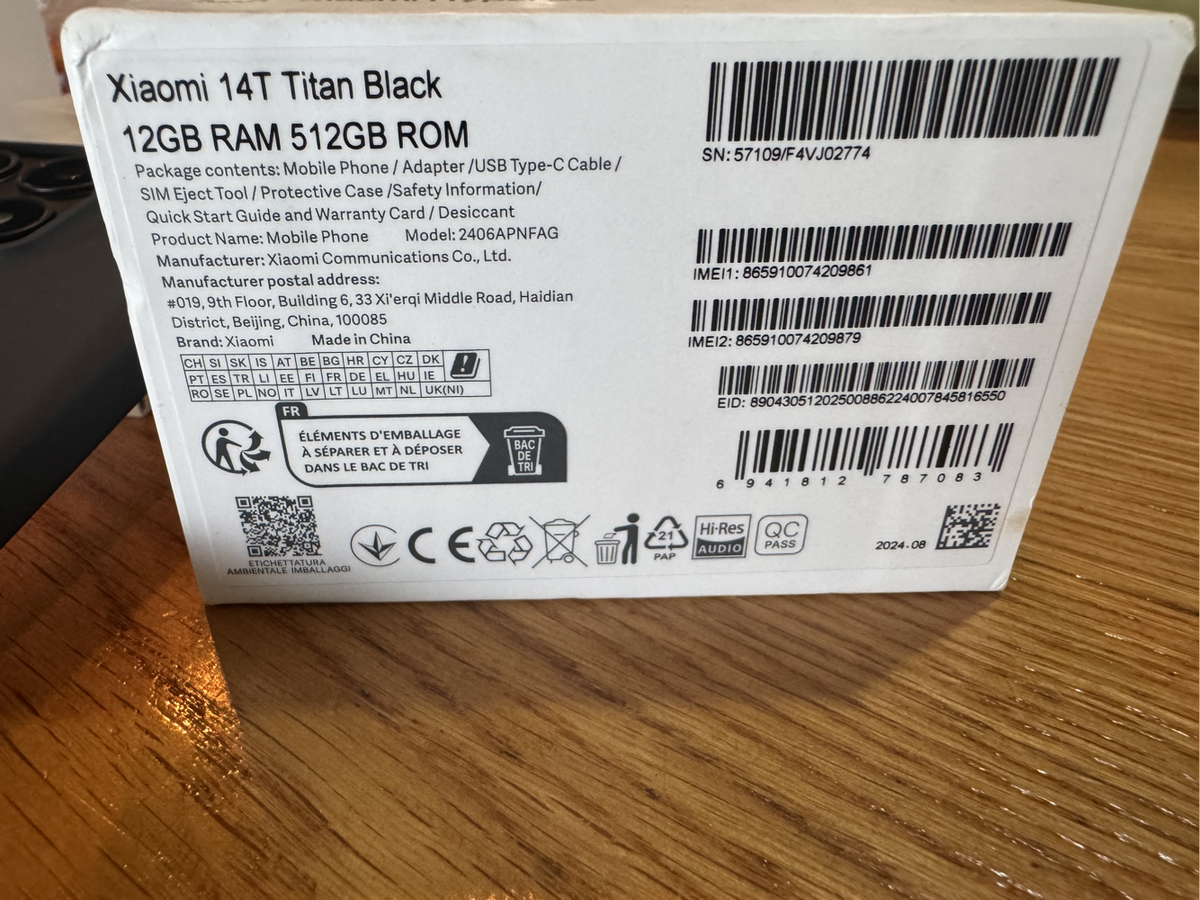 Xiaomi 14T Titan Black
12GB RAM 512GB ROM
Package contents: Mobile Phone / Adapter /USB Type-C Cable /
SIM Eject Tool / Protective Case /Safety Information/
Quick Start Guide and Warranty Card / Desiccant
Product Name: Mobile Phone Model: 2406APNFAG
Manufacturer: Xiaomi Communications Co., Ltd.
Manufacturer postal address:
#019, 9th Floor, Building 6, 33 Xi'erqi Middle Road, Haidian
District, Beijing, China, 100085
Brand: Xiaomi Made in China
CH SI SK IS AT BE BG HR CY CZ DK
PT ES TR LI EE FI FR DE EL HU IE
RO SE PL NO IT LV LT LU MT NL UK(NI)
FR
ÉLÉMENTS D'EMBALLAGE
À SÉPARER ET À DÉPOSER
DANS LE BAC DE TRI
BAC
DE
TRI
ETICHETTATURA
AMBIENTALE IMBALLAGGI
CE
21
PAP
Hi-Res
AUDIO
QC
PASS
SN: 57109/F4VJ02774
IMEI1: 865910074209861
IMEI2: 865910074209879
EID: 89043051202500886224007845816550
6 941812 787083
2024.08